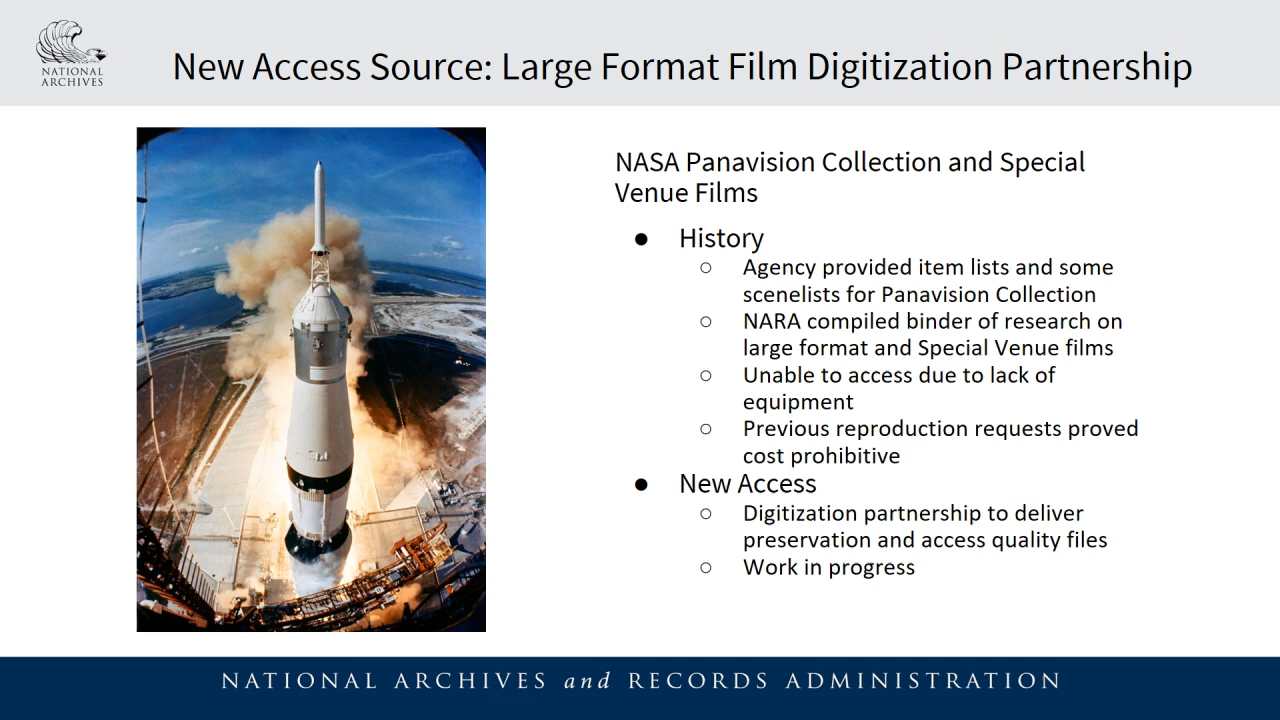 NATIONAL
ARCHIVES
New Access Source: Large Format Film Digitization Partnership
NASA Panavision Collection and Special
Venue Films
● History
○ Agency provided item lists and some
scenelists for Panavision Collection
○ NARA compiled binder of research on
large format and Special Venue films
○ Unable to access due to lack of
equipment
○ Previous reproduction requests proved
cost prohibitive
● New Access
○ Digitization partnership to deliver
preservation and access quality files
○ Work in progress
NATIONAL ARCHIVES and RECORDS ADMINISTRATION